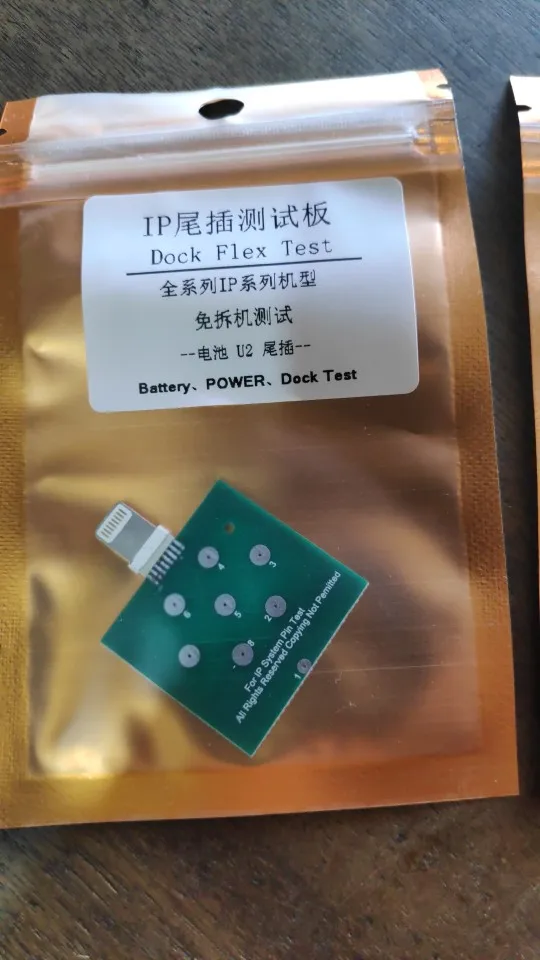 IP尾插测试板
Dock Flex Test
全系列IP系列机型
免拆机测试
--电池 U2 尾插--
Battery、POWER、Dock Test
4
3
6
5
2
8
1
For IP System Pin Test
All Rights Reserved Copying Not Pemitted